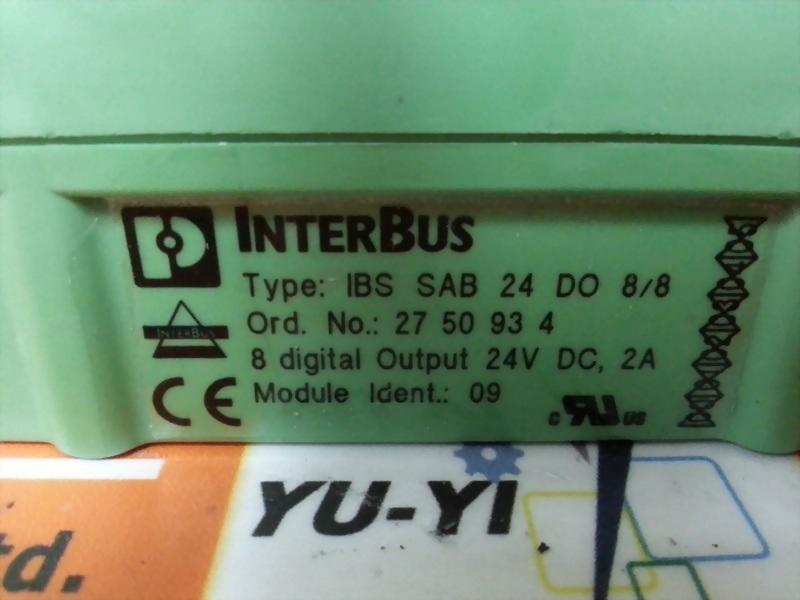 INTERBUS
Type: IBS SAB 24 DO 8/8
Ord. No.: 27 50 93 4
INTERBUS
8 digital Output 24V DC, 2A
CE Module Ident.: 09
c RU US
YU-YI
td.